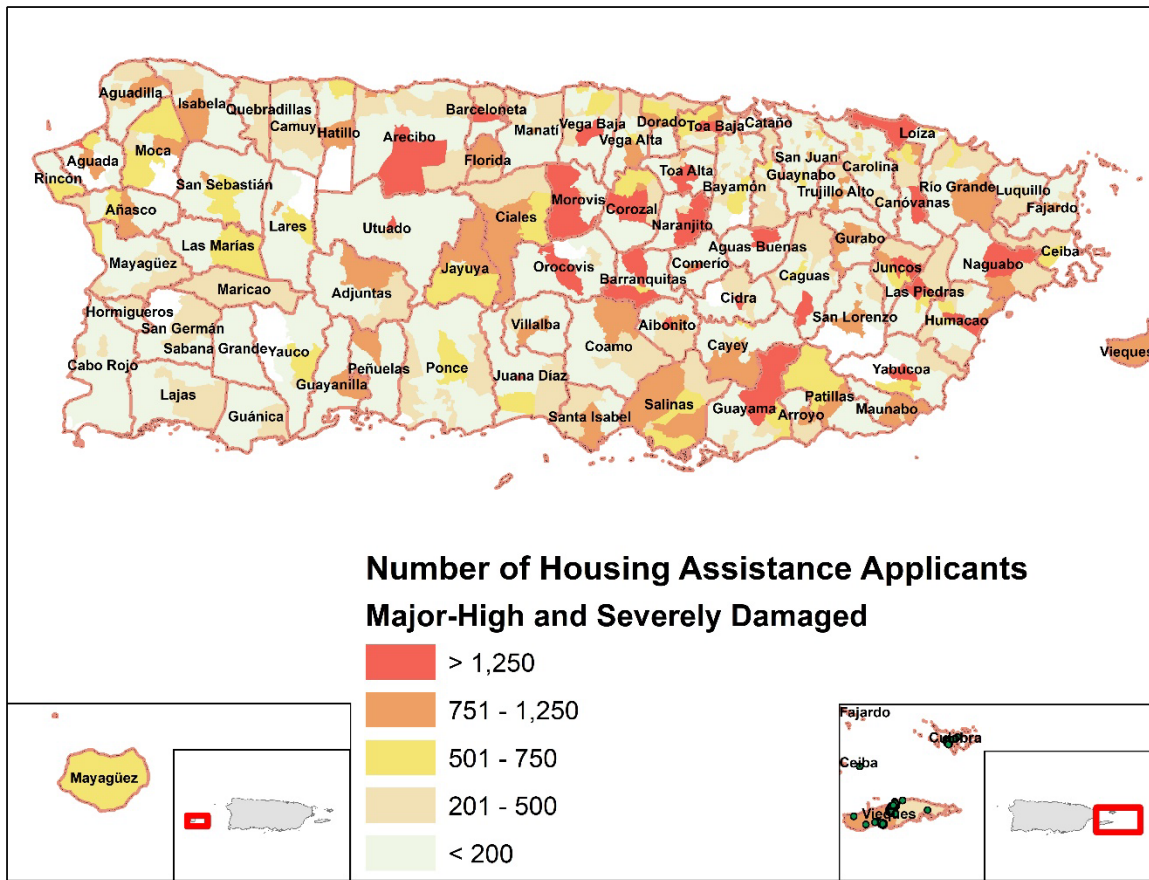 Aguadilla
Isabela
Quebradillas
Camuy
Hatillo
Arecibo
Barceloneta
Manatí
Vega Baja
Vega Alta
Dorado
Toa Baja
Cataño
Loíza
Rincón
Aguada
Moca
San Sebastián
Florida
Toa Alta
Bayamón
San Juan
Guaynabo
Carolina
Trujillo Alto
Canóvanas
Río Grande
Luquillo
Fajardo
Añasco
Las Marías
Lares
Utuado
Ciales
Morovis
Corozal
Naranjito
Aguas Buenas
Gurabo
Ceiba
Mayagüez
Maricao
Adjuntas
Jayuya
Orocovis
Barranquitas
Comerío
Caguas
Juncos
Naguabo
Las Piedras
Hormigueros
San Germán
Sabana Grande
Yauco
Villalba
Coamo
Aibonito
Cidra
Cayey
San Lorenzo
Humacao
Vieques
Cabo Rojo
Lajas
Guánica
Guayanilla
Peñuelas
Ponce
Juana Díaz
Santa Isabel
Salinas
Guayama
Arroyo
Patillas
Yabucoa
Maunabo
Number of Housing Assistance Applicants
Major-High and Severely Damaged
> 1,250
751 - 1,250
501 - 750
201 - 500
< 200
Mayagüez
Fajardo
Culebra
Ceiba
Vieques